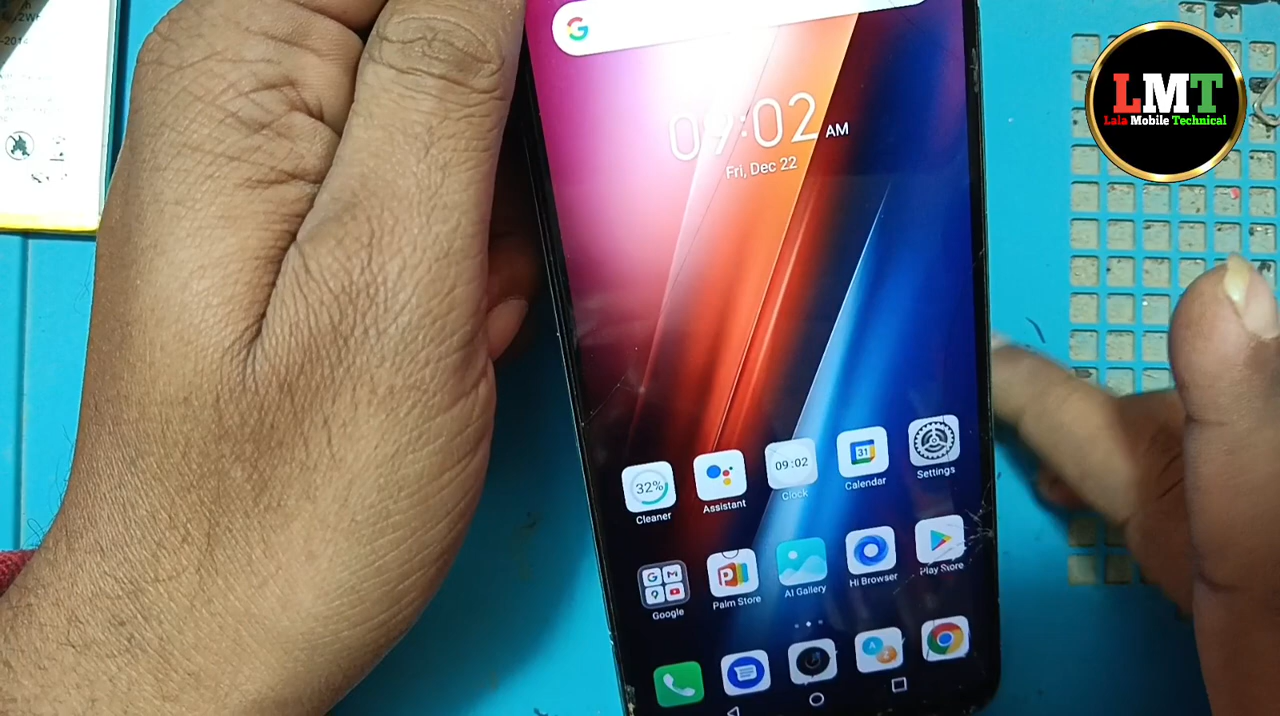 LMT
Lala Mobile Technical
09:02 AM
Fri, Dec 22
32%
09:02
31
Cleaner
Assistant
Clock
Calendar
Settings
Google
Palm Store
AI Gallery
Hi Browser
Play Store